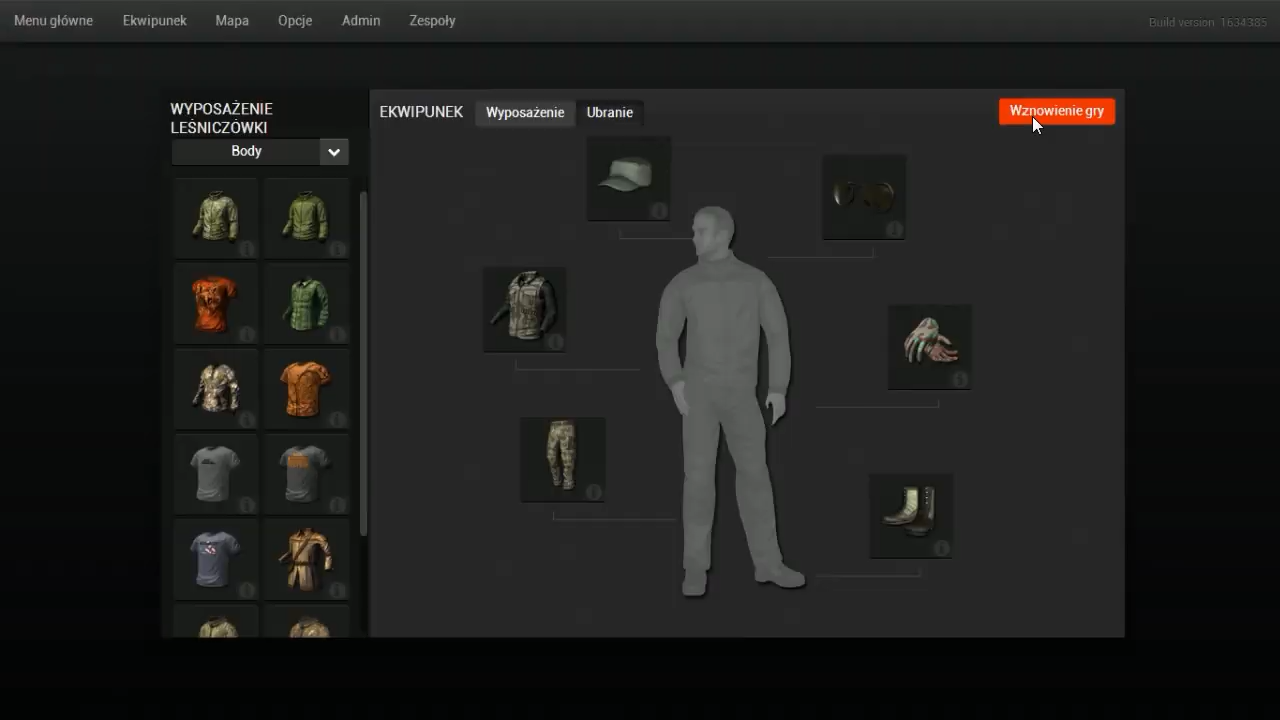 Menu główne Ekwipunek Mapa Opcje Admin Zespoły Build version 1634385
WYPOSAŻENIE
LEŚNICZÓWKI
Body
EKWIPUNEK Wyposażenie Ubranie Wznowienie gry